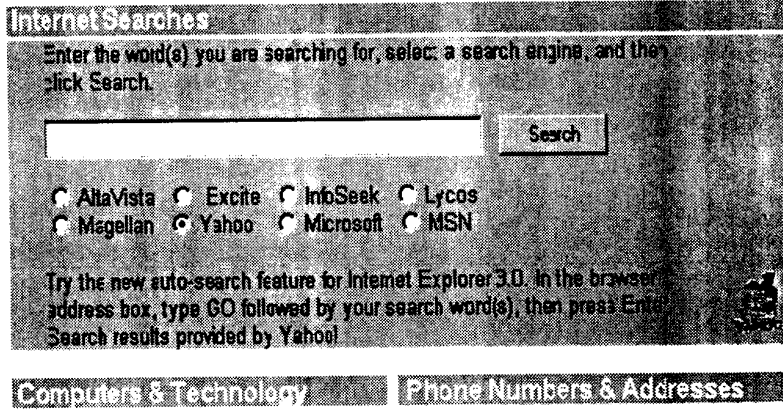 Internet Searches
Enter the word(s) you are searching for, select a search engine, and then
click Search.
Search
AltaVista Excite InfoSeek Lycos
Magellan Yahoo Microsoft MSN
Try the new auto-search feature for Internet Explorer 3.0. In the browser
address box, type GO followed by your search word(s), then press Enter
Search results provided by Yahoo!
Computers & Technology Phone Numbers & Addresses